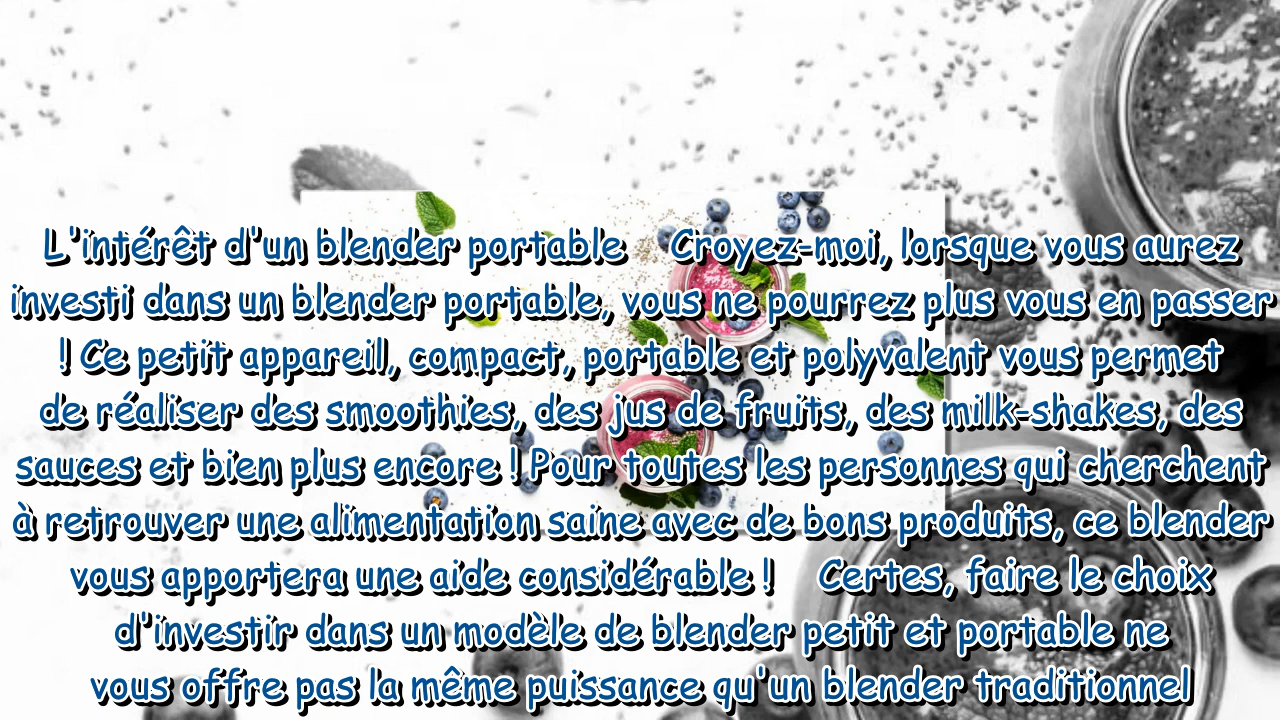 L'intérêt d'un blender portable Croyez-moi, lorsque vous aurez
investi dans un blender portable, vous ne pourrez plus vous en passer
! Ce petit appareil, compact, portable et polyvalent vous permet
de réaliser des smoothies, des jus de fruits, des milk-shakes, des
sauces et bien plus encore ! Pour toutes les personnes qui cherchent
à retrouver une alimentation saine avec de bons produits, ce blender
vous apportera une aide considérable ! Certes, faire le choix
d'investir dans un modèle de blender petit et portable ne
vous offre pas la même puissance qu'un blender traditionnel